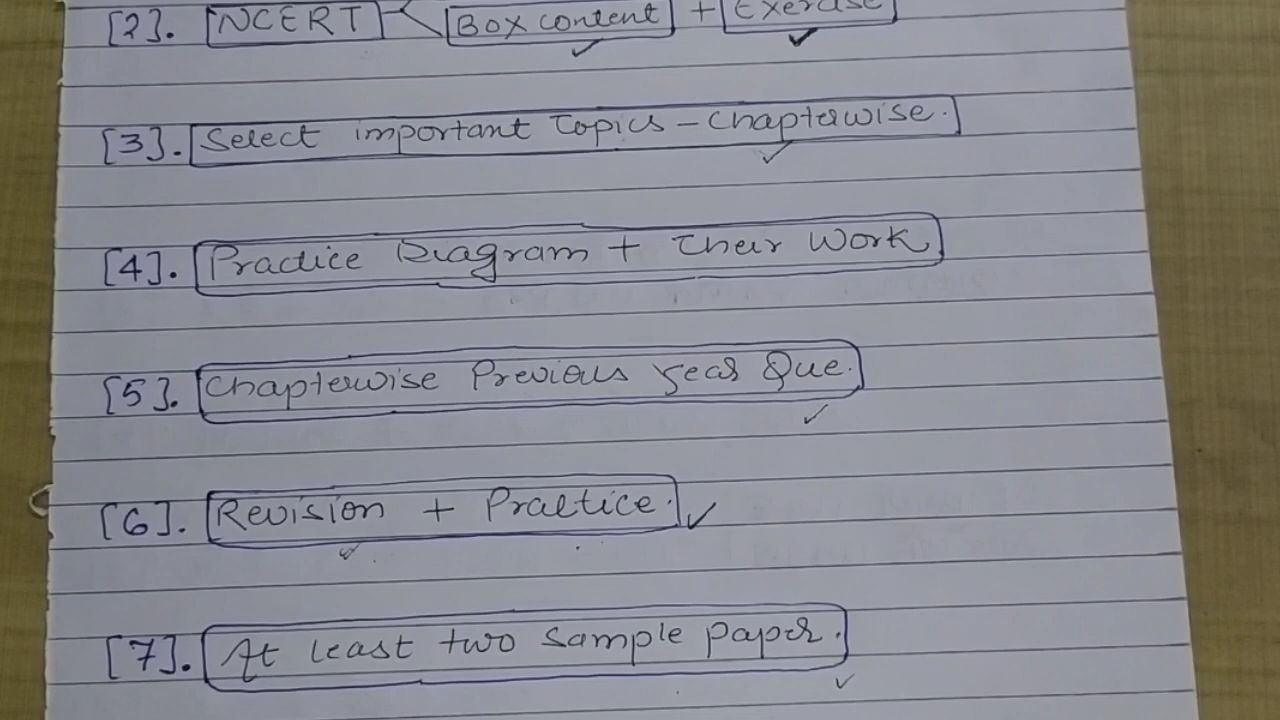 [2]. NCERT Box content + Exercise
[3]. Select important Topics - Chapterwise.
[4]. Practice Diagram + Their Work
[5]. Chapterwise Previous year Que.
[6]. Revision + Practice.
[7]. At least two sample paper.